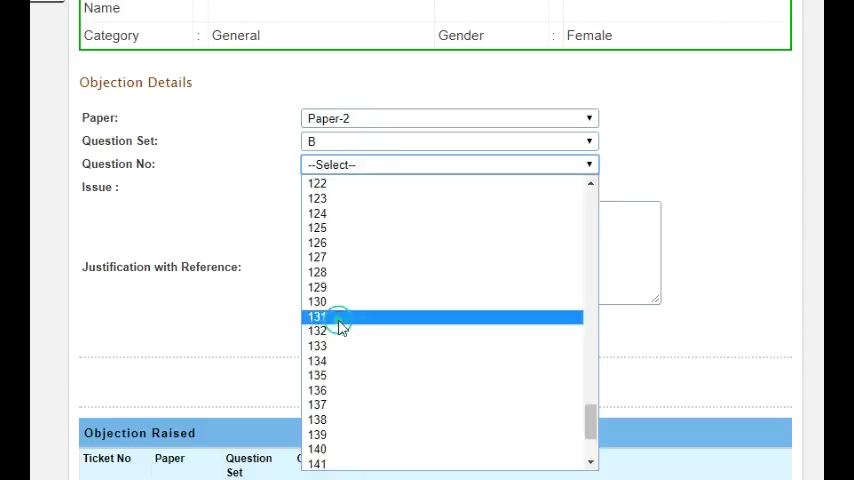 Name
Category : General Gender : Female
Objection Details
Paper: Paper-2
Question Set: B
Question No: --Select--
Issue :
122
123
124
125
126
127
Justification with Reference:
128
129
130
131
132
133
134
135
136
137
138
139
140
141
Objection Raised
Ticket No Paper Question
Set